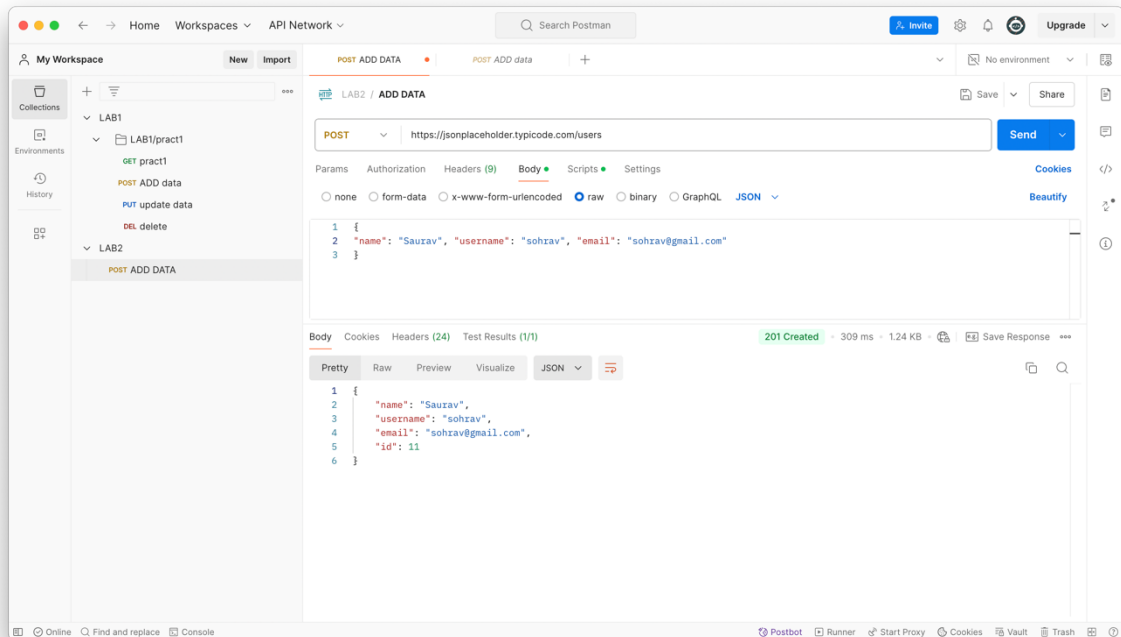 Home Workspaces API Network Search Postman Invite Upgrade
My Workspace New Import POST ADD DATA POST ADD data No environment
Collections
Environments
History
LAB1
LAB1/pract1
GET pract1
POST ADD data
PUT update data
DEL delete
LAB2
POST ADD DATA
HTTP LAB2 / ADD DATA Save Share
POST https://jsonplaceholder.typicode.com/users Send
Params Authorization Headers (9) Body Scripts Settings Cookies
none form-data x-www-form-urlencoded raw binary GraphQL JSON Beautify
1 {
2 "name": "Saurav", "username": "sohrav", "email": "sohrav@gmail.com"
3 }
Body Cookies Headers (24) Test Results (1/1) 201 Created 309 ms 1.24 KB Save Response
Pretty Raw Preview Visualize JSON
1 {
2 "name": "Saurav",
3 "username": "sohrav",
4 "email": "sohrav@gmail.com",
5 "id": 11
6 }
Online Find and replace Console Postbot Runner Start Proxy Cookies Vault Trash